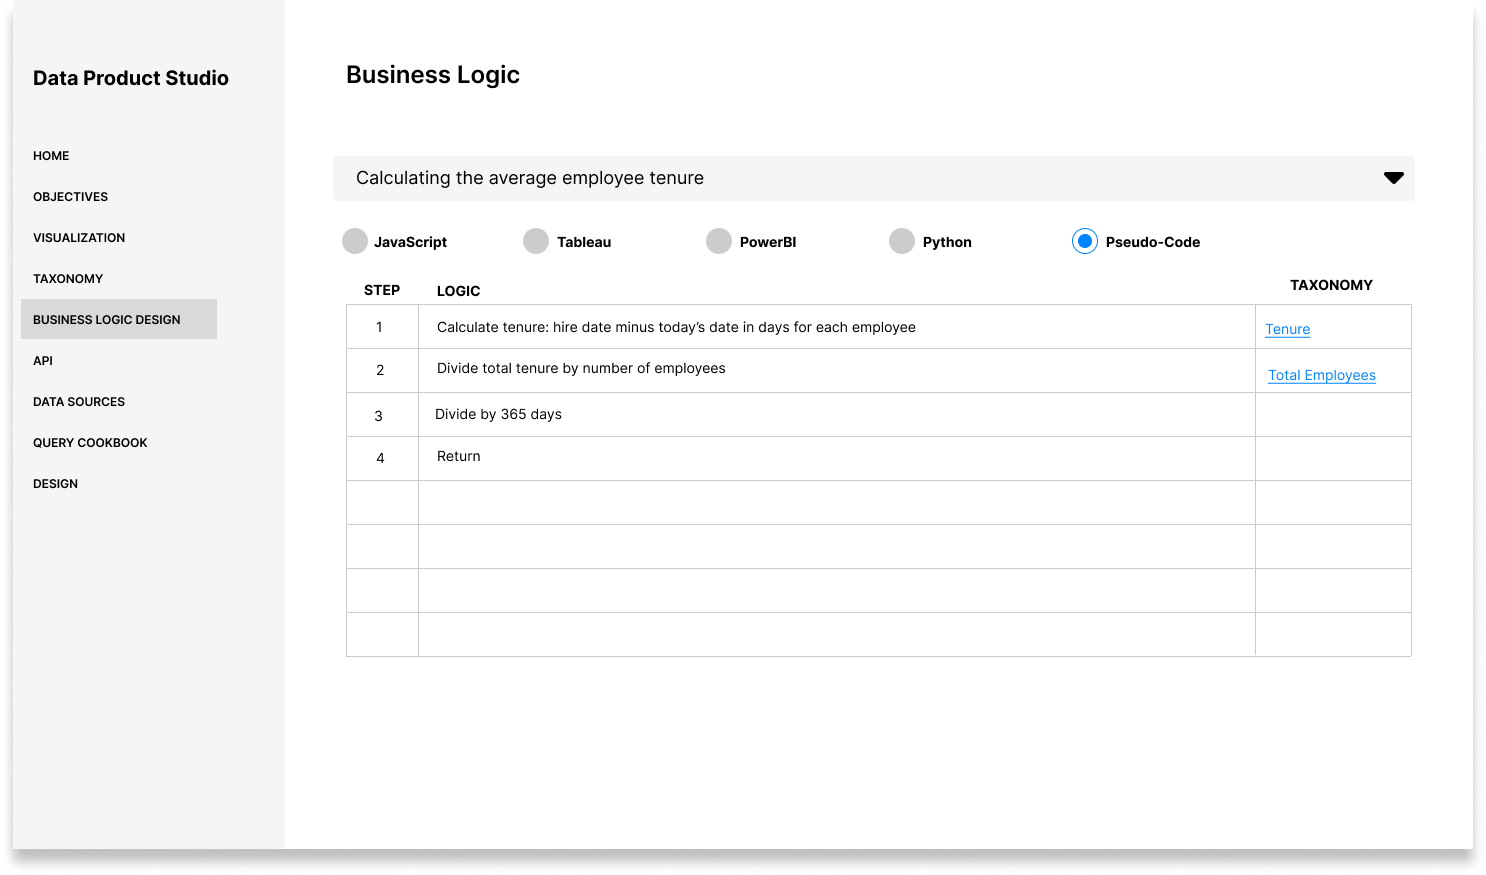 Data Product Studio
HOME
OBJECTIVES
VISUALIZATION
TAXONOMY
BUSINESS LOGIC DESIGN
API
DATA SOURCES
QUERY COOKBOOK
DESIGN
Business Logic
Calculating the average employee tenure
JavaScript Tableau PowerBI Python Pseudo-Code
STEP LOGIC TAXONOMY
1 Calculate tenure: hire date minus today’s date in days for each employee Tenure
2 Divide total tenure by number of employees Total Employees
3 Divide by 365 days
4 Return